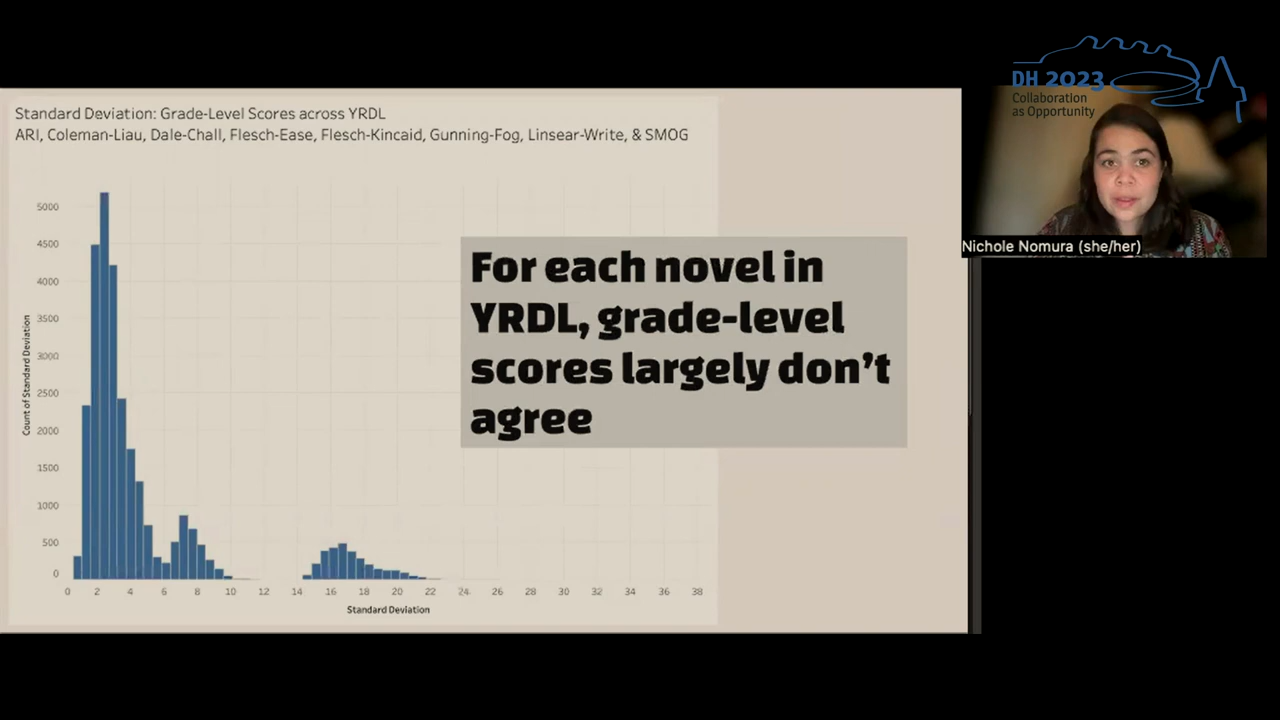 DH 2023
Collaboration
as Opportunity
Standard Deviation: Grade-Level Scores across YRDL
ARI, Coleman-Liau, Dale-Chall, Flesch-Ease, Flesch-Kincaid, Gunning-Fog, Linsear-Write, & SMOG
For each novel in
YRDL, grade-level
scores largely don't
agree
Nichole Nomura (she/her)
Count of Standard Deviation
5000
4500
4000
3500
3000
2500
2000
1500
1000
500
0
0 2 4 6 8 10 12 14 16 18 20 22 24 26 28 30 32 34 36 38
Standard Deviation